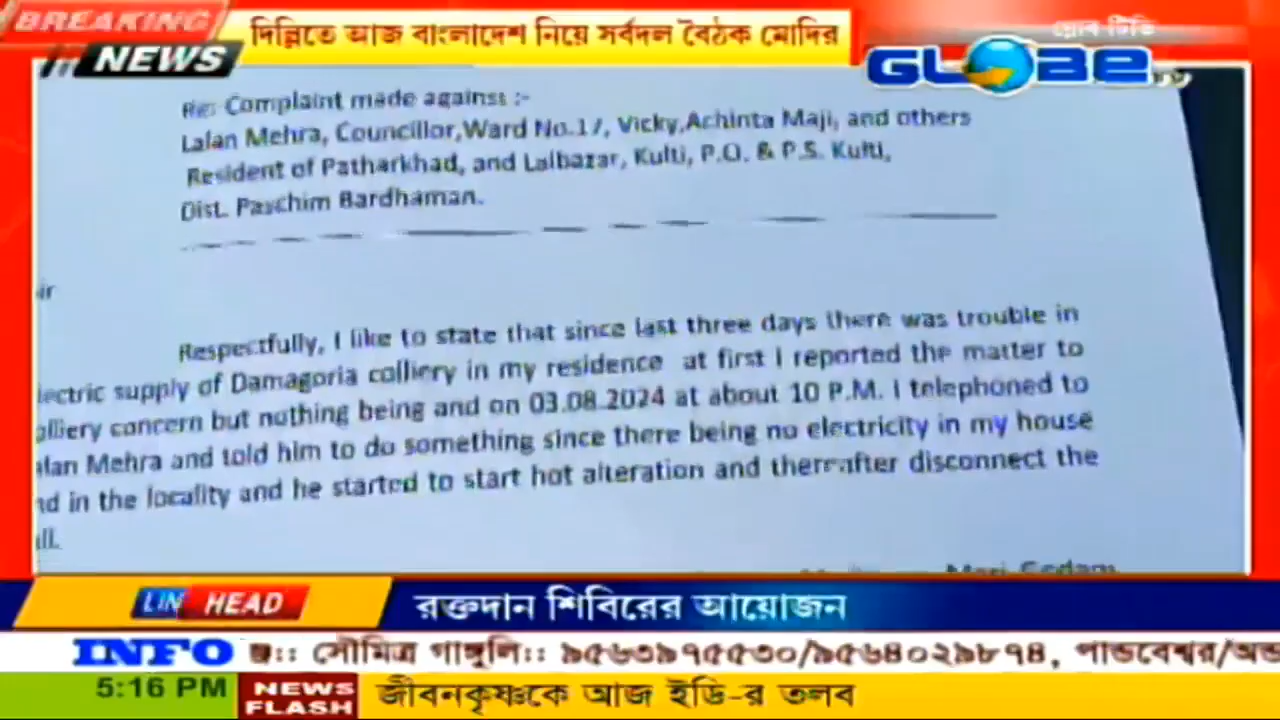 BREAKING
NEWS
দিল্লিতে আজ বাংলাদেশ নিয়ে সর্বদল বৈঠক মোদির
গ্লোব টিভি
GLOBE
Re: Complaint made against :-
Lalan Mehra, Councillor,Ward No.17, Vicky,Achinta Maji, and others
Resident of Patharkhad, and Lalbazar, Kulti, P.O. & P.S. Kulti,
Dist. Paschim Bardhaman.
ir
Respectfully, I like to state that since last three days there was trouble in
lectric supply of Damagoria colliery in my residence at first I reported the matter to
olliery concern but nothing being and on 03.08.2024 at about 10 P.M. I telephoned to
alan Mehra and told him to do something since there being no electricity in my house
nd in the locality and he started to start hot alteration and thereafter disconnect the
all.
LIN HEAD
রক্তদান শিবিরের আয়োজন
INFO
:: সৌমিত্র গাঙ্গুলি:: ৯৫৬৩৯৭৫৫৩০/৯৫৬৪০২৯৮৭৪, পান্ডবেশ্বর/অন্ড
5:16 PM
NEWS FLASH
জীবনকৃষ্ণকে আজ ইডি-র তলব